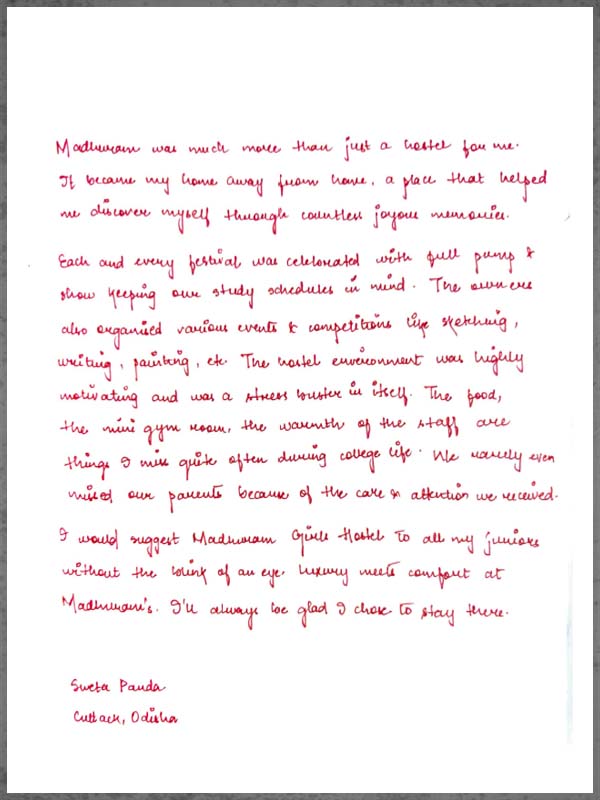 Madhuram was much more than just a hostel for me.
It became my home away from home, a place that helped
me discover myself through countless joyous memories.
Each and every festival was celebrated with full pump &
show keeping our study schedules in mind. The owners
also organised various events & competitions like sketching,
writing, painting, etc. The hostel environment was highly
motivating and was a stress buster in itself. The food,
the mini gym room, the warmth of the staff are
things I miss quite often during college life. We rarely even
missed our parents because of the care & attention we received.
I would suggest Madhuram Girls Hostel to all my juniors
without the blink of an eye. Luxury meets comfort at
Madhuram's. I'll always be glad I chose to stay there.
Sweta Panda
Cuttack, Odisha